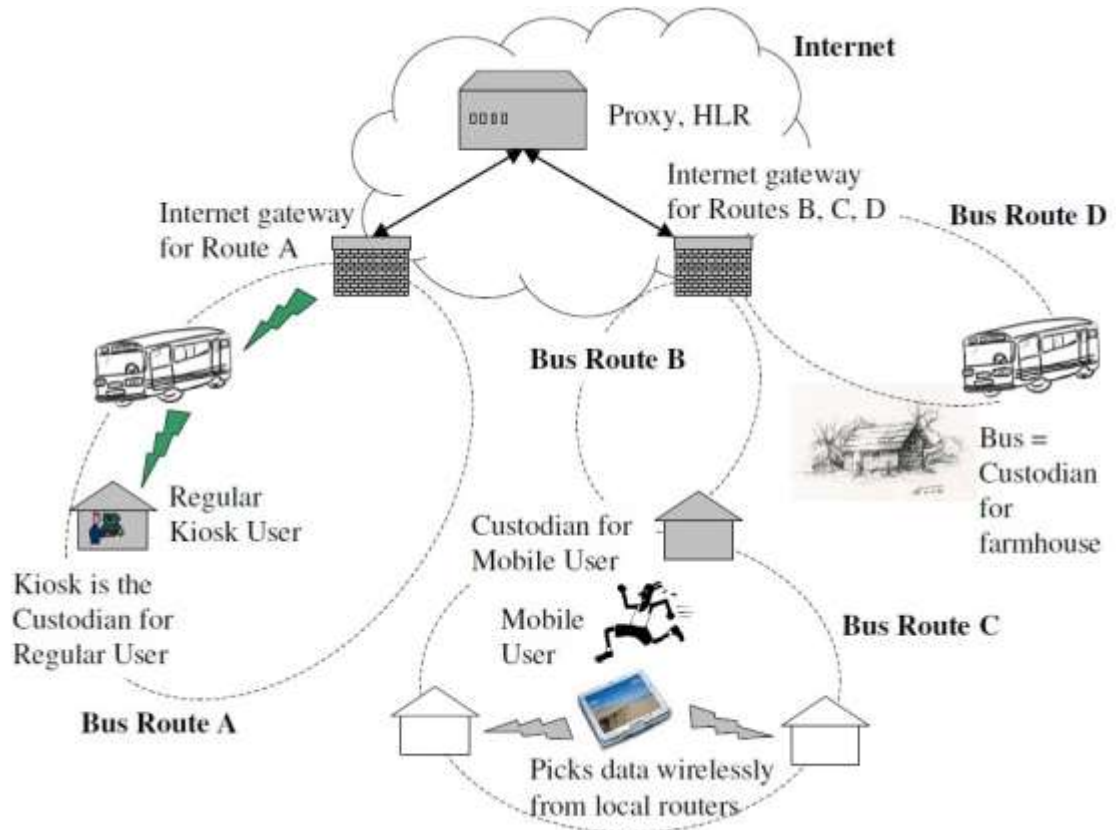 Internet
Proxy, HLR
Internet gateway
for Route A
Internet gateway
for Routes B, C, D
Bus Route D
Bus Route B
Bus =
Custodian
for
farmhouse
Regular
Kiosk User
Custodian for
Mobile User
Kiosk is the
Custodian for
Regular User
Mobile
User
Bus Route C
Bus Route A
Picks data wirelessly
from local routers